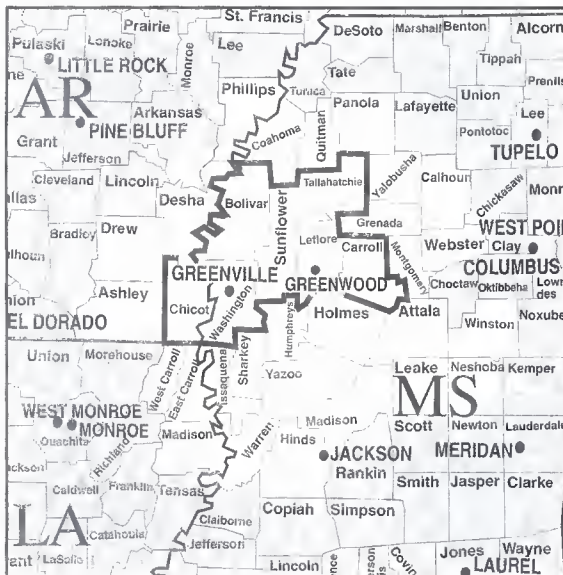 St. Francis
Prairie
DeSoto
Marshall Benton
Alcorn
Pulaski
Lonoke
Lee
Monroe
LITTLE ROCK
Tippah
Tate
Phillips
Tunica
AR
Arkansas
Panola
Lafayette
Union
Lee
PINE BLUFF
Quitman
Coahoma
Pontotoc
Grant
Jefferson
TUPELO
Cleveland
Lincoln
Tallahatchie
Yalobusha
Calhoun
Chickasaw
Desha
Bolivar
Sunflower
Bradley
Drew
Grenada
Leflore
Carroll
Montgomery
Webster
Clay
WEST POI
GREENVILLE
GREENWOOD
COLUMBUS
Ashley
Chicot
Washington
Choctaw
Oktibbeha
Low
des
EL DORADO
Humphreys
Holmes
Attala
Winston
Noxube
Union
Morehouse
West Carroll
East Carroll
Issaquena
Sharkey
Yazoo
Leake
Neshoba
Kemper
MS
WEST MONROE
MONROE
Scott
Newton
Lauderdale
Ouachita
Richland
Madison
Warren
Madison
Hinds
JACKSON
Rankin
MERIDAN
Caldwell
Franklin
Tensas
Smith
Jasper
Clarke
LA
Claiborne
Copiah
Simpson
Catahoula
Jefferson
LaSalle
Lincoln
Jones
Wayne
LAUREL